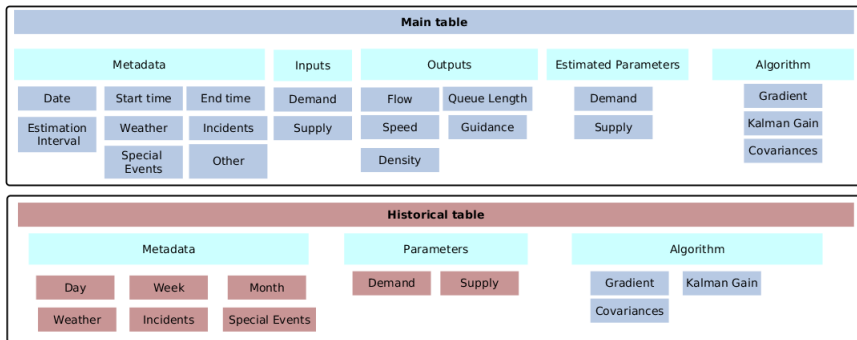 Main table
Metadata
Inputs
Outputs
Estimated Parameters
Algorithm
Date
Start time
End time
Demand
Flow
Queue Length
Demand
Gradient
Estimation
Interval
Weather
Incidents
Supply
Speed
Guidance
Supply
Kalman Gain
Special
Events
Other
Density
Covariances
Historical table
Metadata
Parameters
Algorithm
Day
Week
Month
Demand
Supply
Gradient
Kalman Gain
Weather
Incidents
Special Events
Covariances